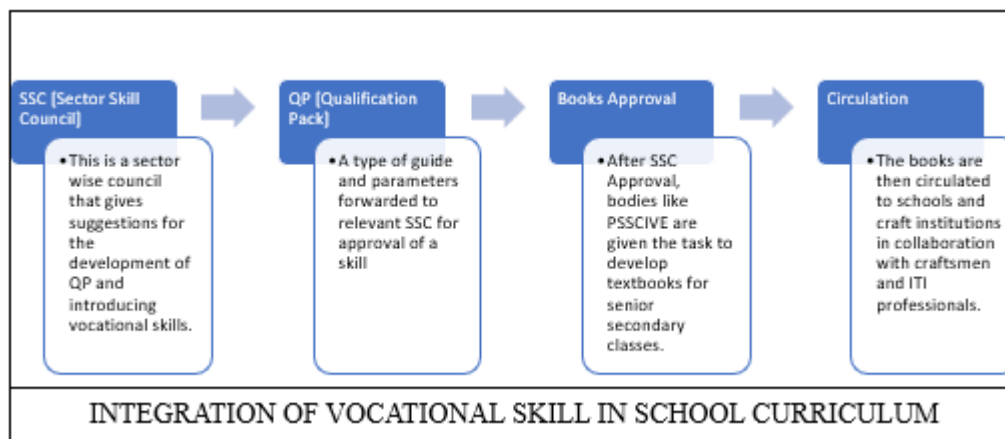 SSC [Sector Skill
Council]
•This is a sector
wise council
that gives
suggestions for
the
development of
QP and
introducing
vocational skills.
QP [Qualification
Pack]
•A type of guide
and parameters
forwarded to
relevant SSC for
approval of a
skill
Books Approval
•After SSC
Approval,
bodies like
PSSCIVE are
given the task to
develop
textbooks for
senior
secondary
classes.
Circulation
•The books are
then circulated
to schools and
craft institutions
in collaboration
with craftsmen
and ITI
professionals.
INTEGRATION OF VOCATIONAL SKILL IN SCHOOL CURRICULUM